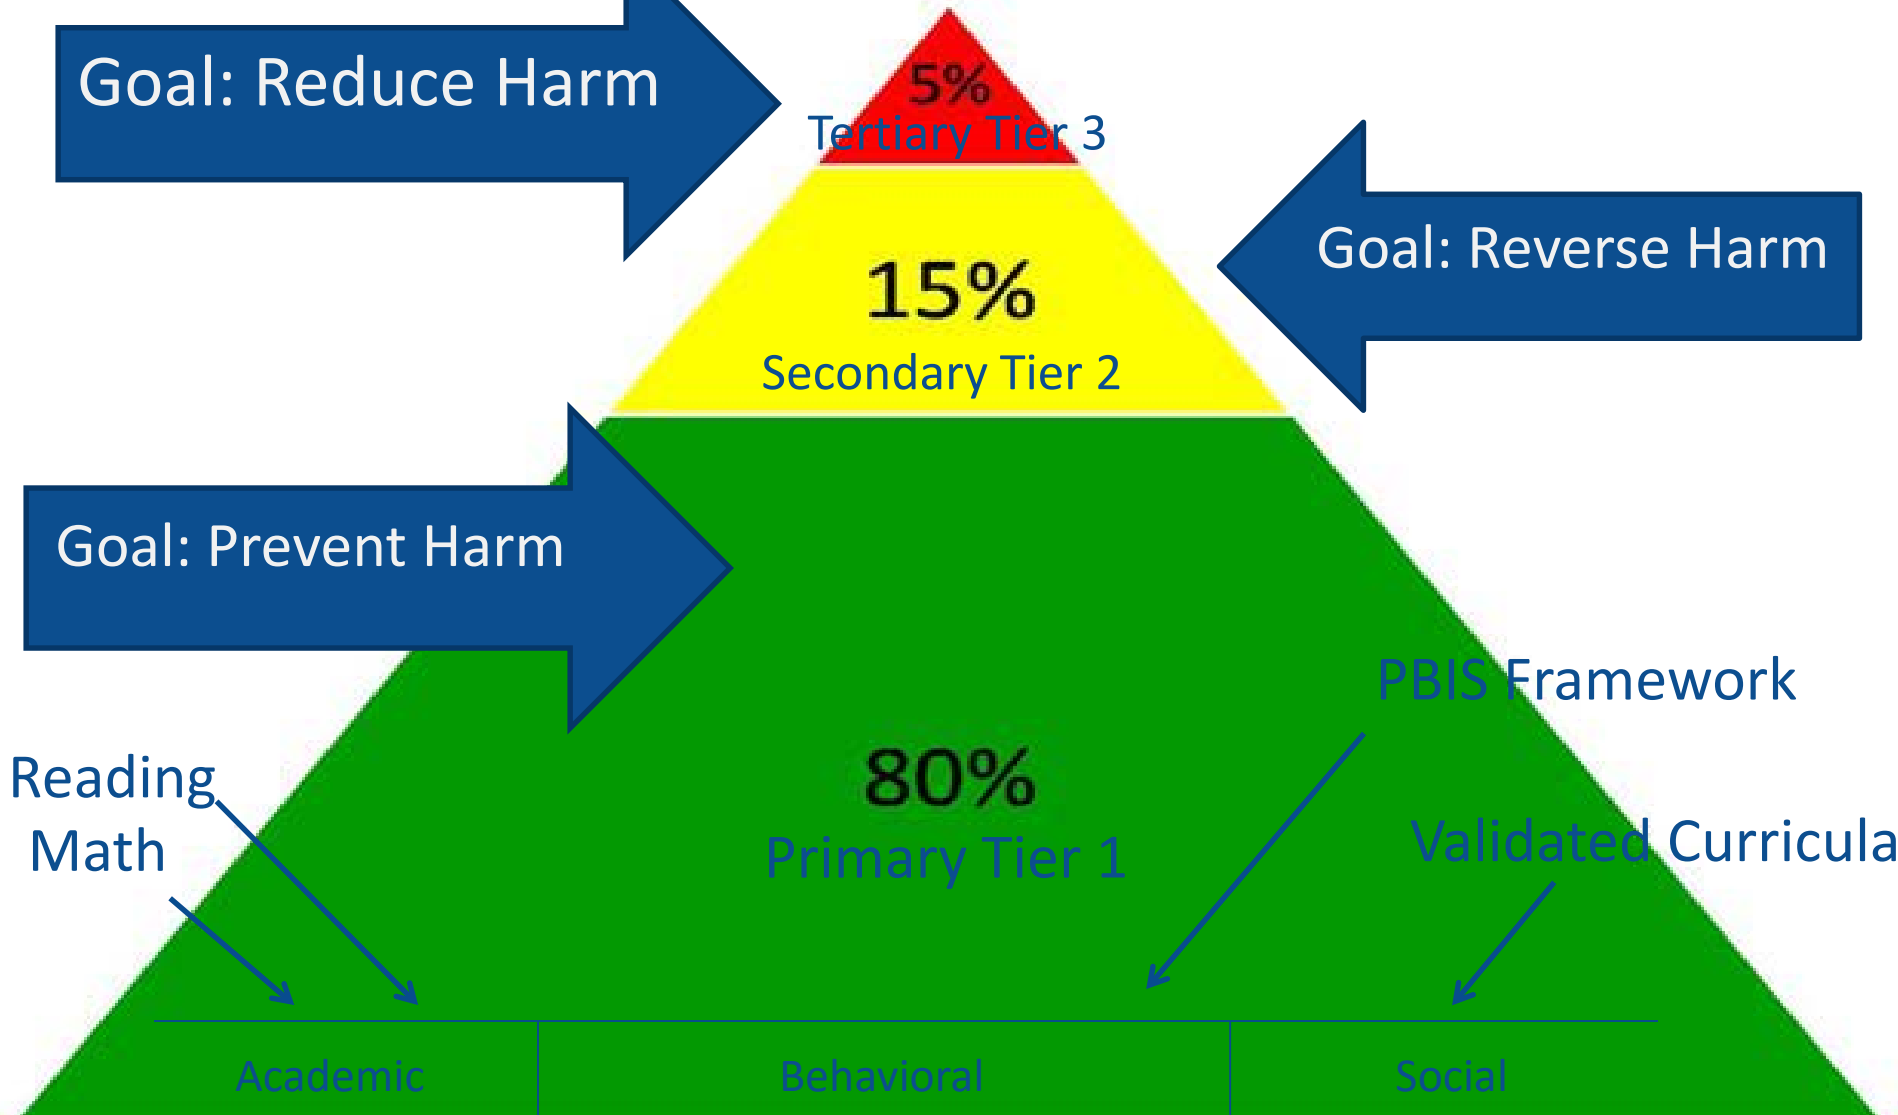 Goal: Reduce Harm
5%
Tertiary Tier 3
Goal: Reverse Harm
15%
Secondary Tier 2
Goal: Prevent Harm
PBIS Framework
80%
Reading
Math
Primary Tier 1
Validated Curricula
Academic
Behavioral
Social